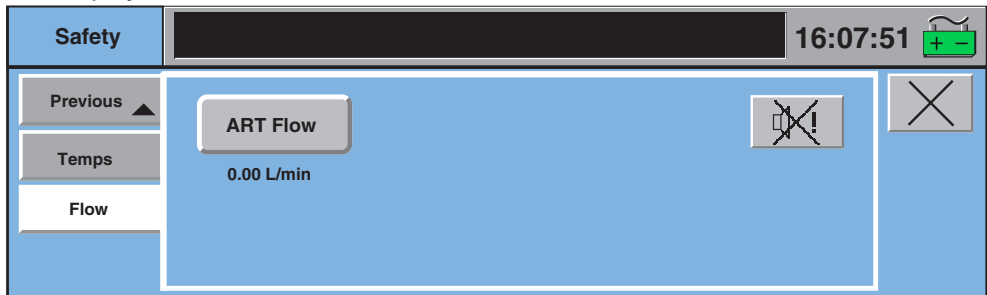 Safety
16:07:51
+ −
Previous
ART Flow
!
Temps
0.00 L/min
Flow